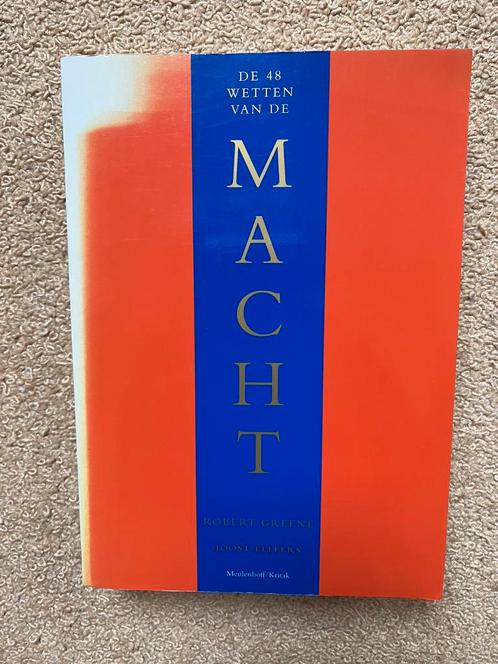 DE 48
WETTEN
VAN DE
MACHT
ROBERT GREENE
JOOST ELFFERS
Meulenhoff/Kritak